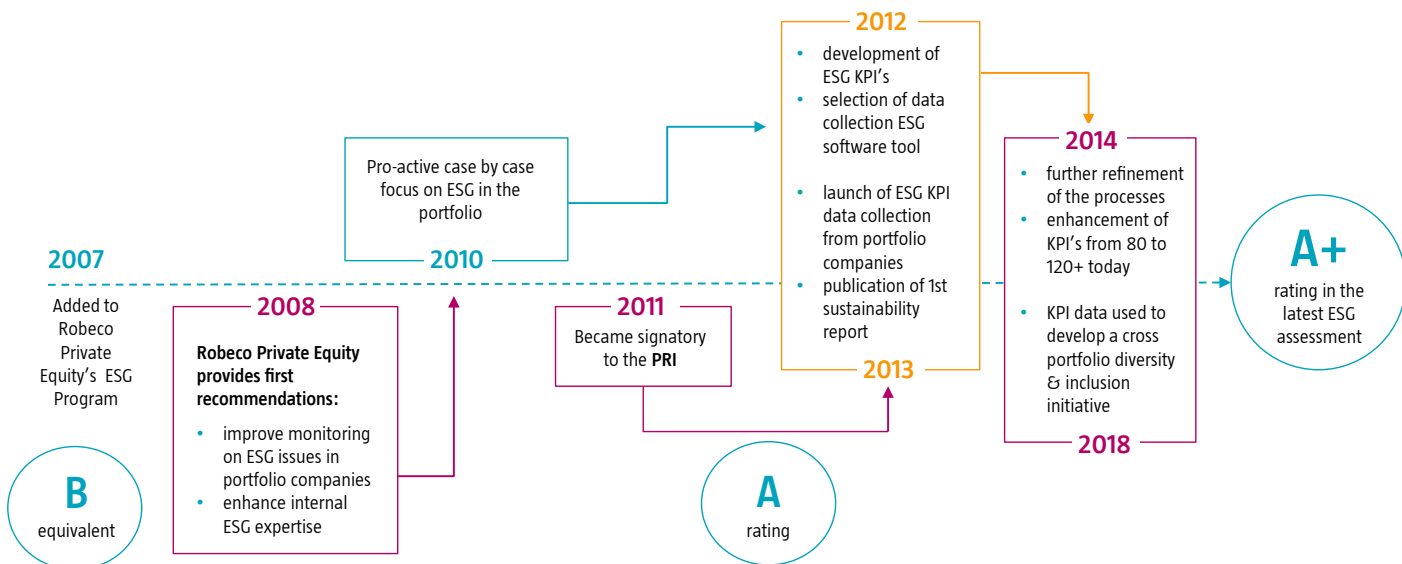 2007
Added to
Robeco
Private
Equity's ESG
Program
B
equivalent
2008
Robeco Private Equity
provides first
recommendations:
• improve monitoring
on ESG issues in
portfolio companies
• enhance internal
ESG expertise
Pro-active case by case
focus on ESG in the
portfolio
2010
2011
Became signatory
to the PRI
A
rating
2012
• development of
ESG KPI's
• selection of data
collection ESG
software tool
• launch of ESG KPI
data collection
from portfolio
companies
• publication of 1st
sustainability
report
2013
2014
• further refinement
of the processes
• enhancement of
KPI's from 80 to
120+ today
• KPI data used to
develop a cross
portfolio diversity
& inclusion
initiative
2018
A+
rating in the
latest ESG
assessment